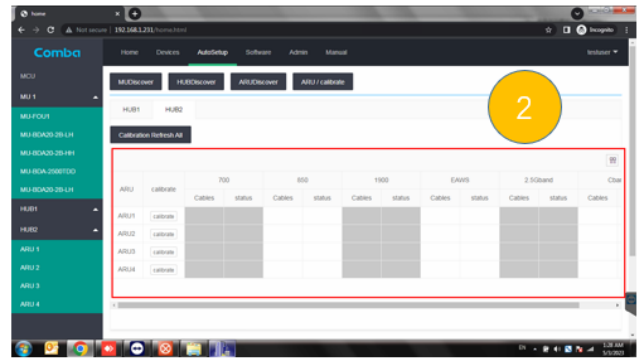 home
Not secure | 192.168.1.231/home.html
Incognito
Comba
Home Devices AutoSetup Software Admin Manual
testuser
MCU
MU 1
MU-FOU1
MU-BDA20-2B-LH
MU-BDA20-2B-HH
MU-BDA-2500TDD
MU-BDA20-2B-LH
HUB1
HUB2
ARU 1
ARU 2
ARU 3
ARU 4
MUDiscover HUBDiscover ARUDiscover ARU / calibrate
HUB1 HUB2
Calibration Refresh All
2
ARU calibrate 700 850 1900 EAWS 2.5Gband Cbar
Cables status Cables status Cables status Cables status Cables status Cables
ARU1 calibrate
ARU2 calibrate
ARU3 calibrate
ARU4 calibrate
EN
3:28 AM
5/3/2023